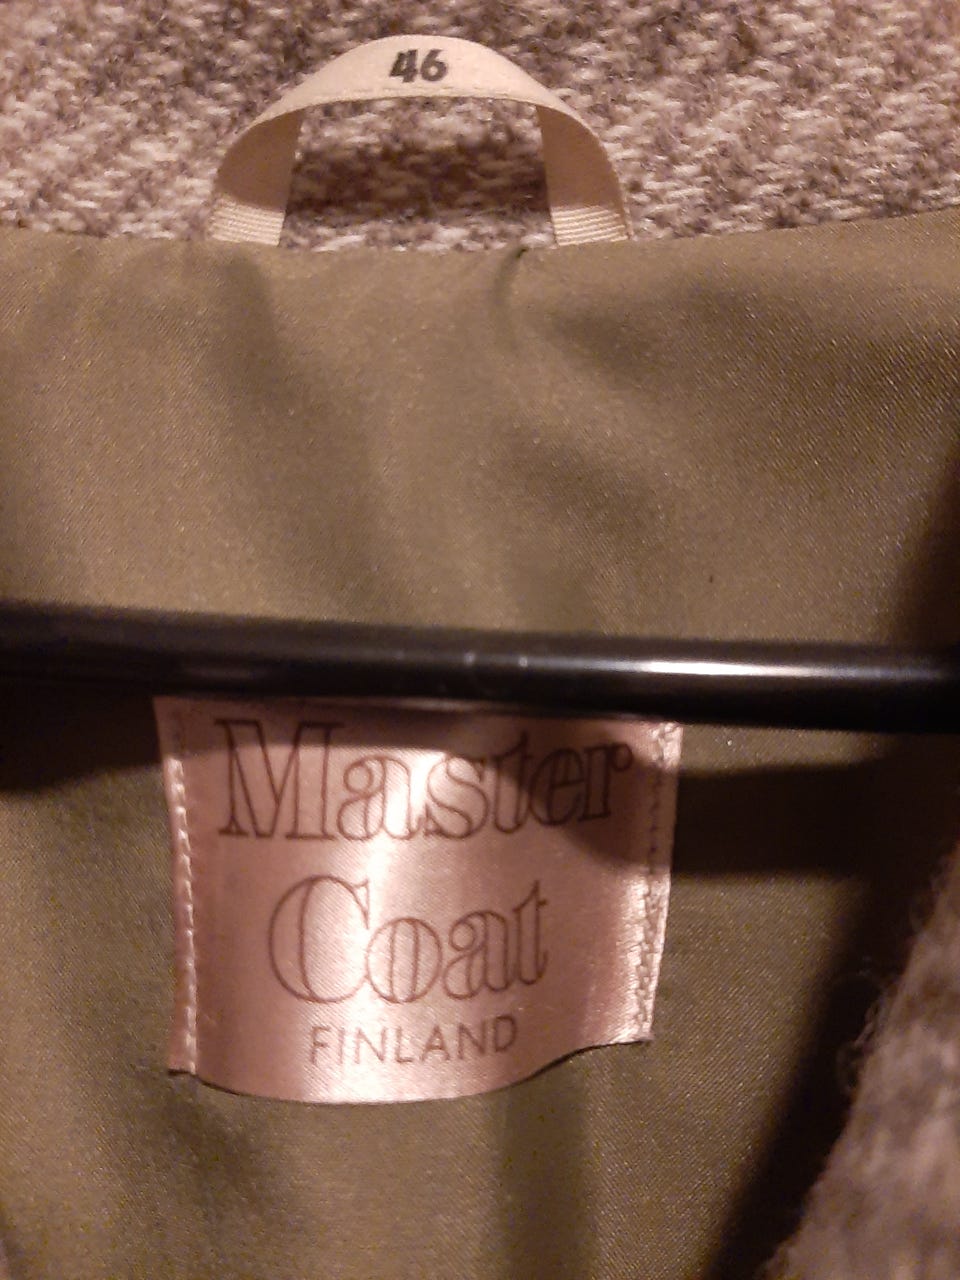 46
Master
Coat
FINLAND